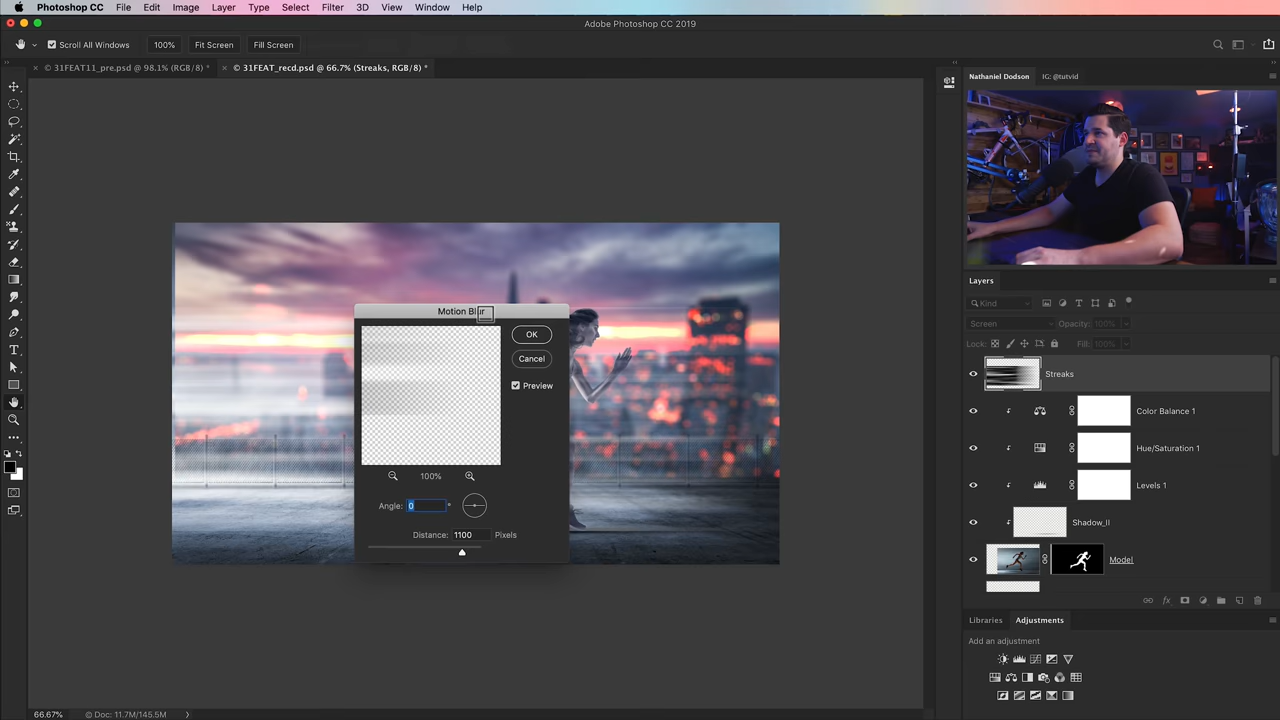 Photoshop CC File Edit Image Layer Type Select Filter 3D View Window Help
Adobe Photoshop CC 2019
Scroll All Windows 100% Fit Screen Fill Screen
× © 31FEAT11_pre.psd @ 98.1% (RGB/8) * × © 31FEAT_recd.psd @ 66.7% (Streaks, RGB/8) *
Nathaniel Dodson IG: @tutvid
Layers
Kind
Screen Opacity: 100%
Lock: Fill: 100%
Streaks
Color Balance 1
Hue/Saturation 1
Levels 1
Shadow_II
Model
fx
Libraries Adjustments
Add an adjustment
Motion Blur
OK
Cancel
Preview
100%
Angle: 0 °
Distance: 1100 Pixels
66.67% © Doc: 11.7M/145.5M